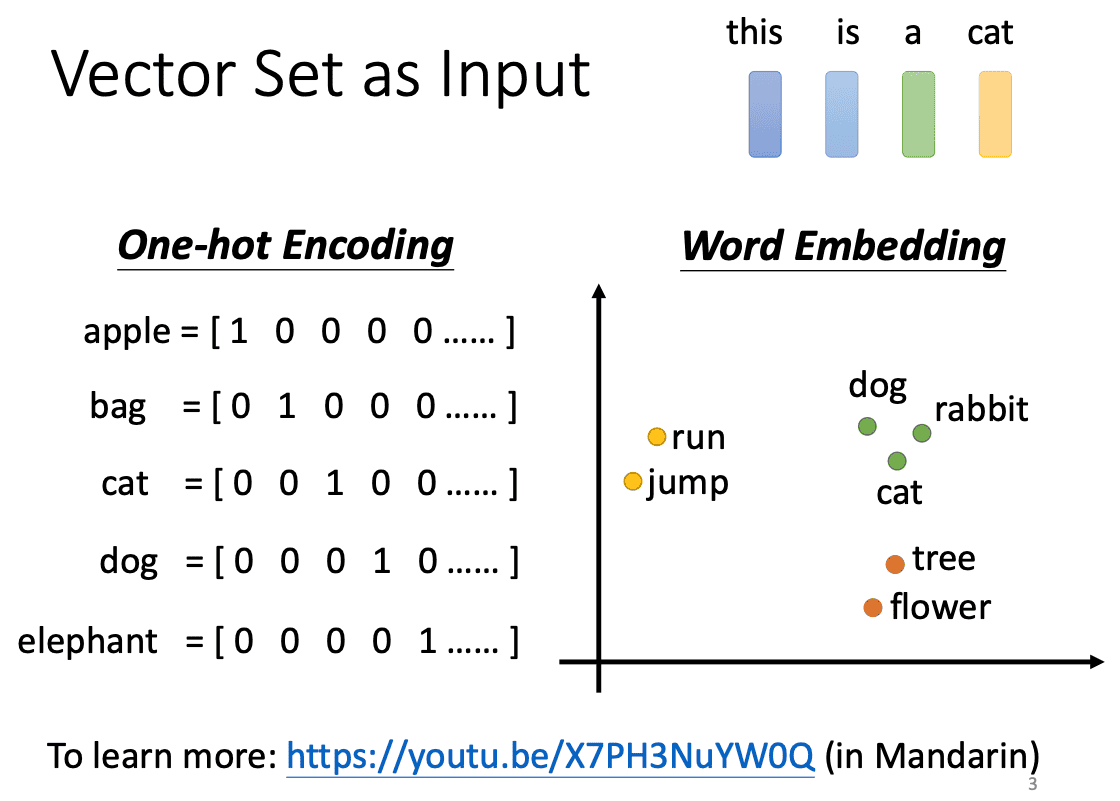 Vector Set as Input
this is a cat
One-hot Encoding
apple = [ 1 0 0 0 0 …… ]
bag = [ 0 1 0 0 0 …… ]
cat = [ 0 0 1 0 0 …… ]
dog = [ 0 0 0 1 0 …… ]
elephant = [ 0 0 0 0 1 …… ]
Word Embedding
dog
rabbit
run
cat
jump
tree
flower
To learn more: https://youtu.be/X7PH3NuYW0Q (in Mandarin)
3